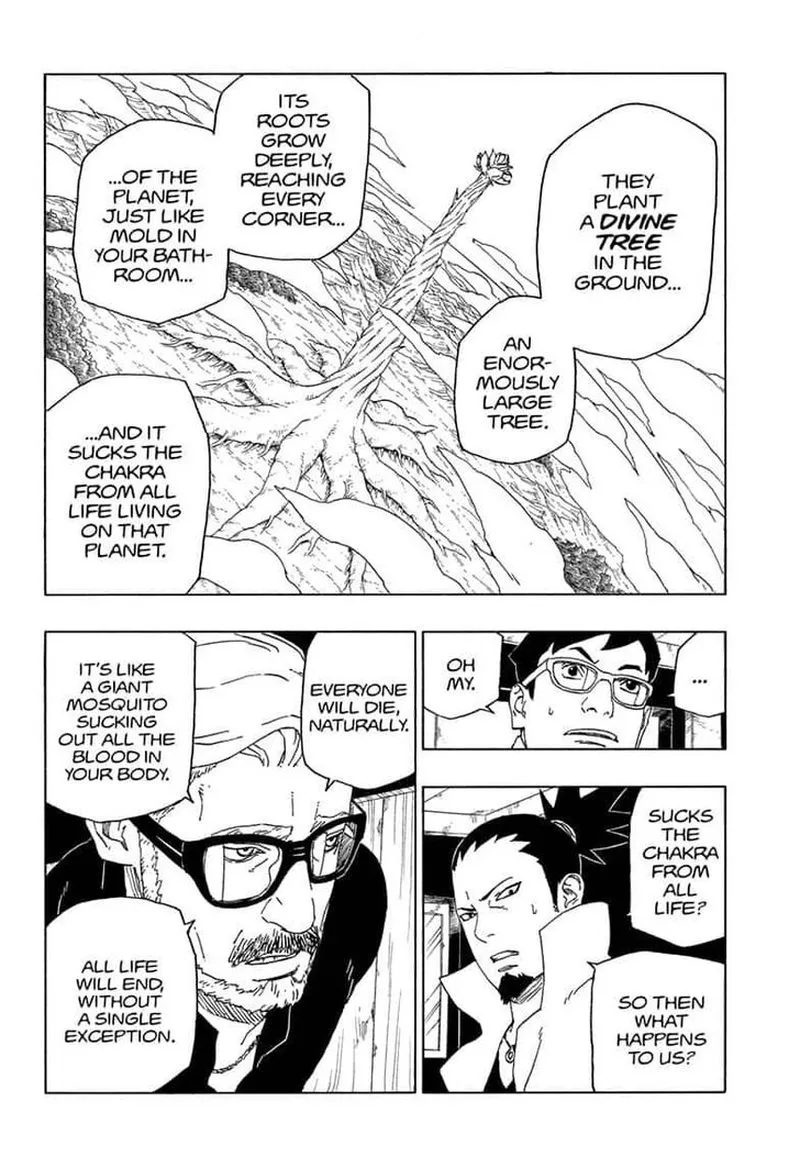 THEY
PLANT
A DIVINE
TREE
IN THE
GROUND...
AN
ENOR-
MOUSLY
LARGE
TREE.
ITS
ROOTS
GROW
DEEPLY,
REACHING
EVERY
CORNER...
...OF THE
PLANET,
JUST LIKE
MOLD IN
YOUR BATH-
ROOM...
...AND IT
SUCKS THE
CHAKRA
FROM ALL
LIFE LIVING
ON THAT
PLANET.
...
OH
MY.
SUCKS
THE
CHAKRA
FROM
ALL
LIFE?
SO THEN
WHAT
HAPPENS
TO US?
EVERYONE
WILL DIE,
NATURALLY.
IT'S LIKE
A GIANT
MOSQUITO
SUCKING
OUT ALL THE
BLOOD IN
YOUR BODY.
ALL LIFE
WILL END,
WITHOUT
A SINGLE
EXCEPTION.